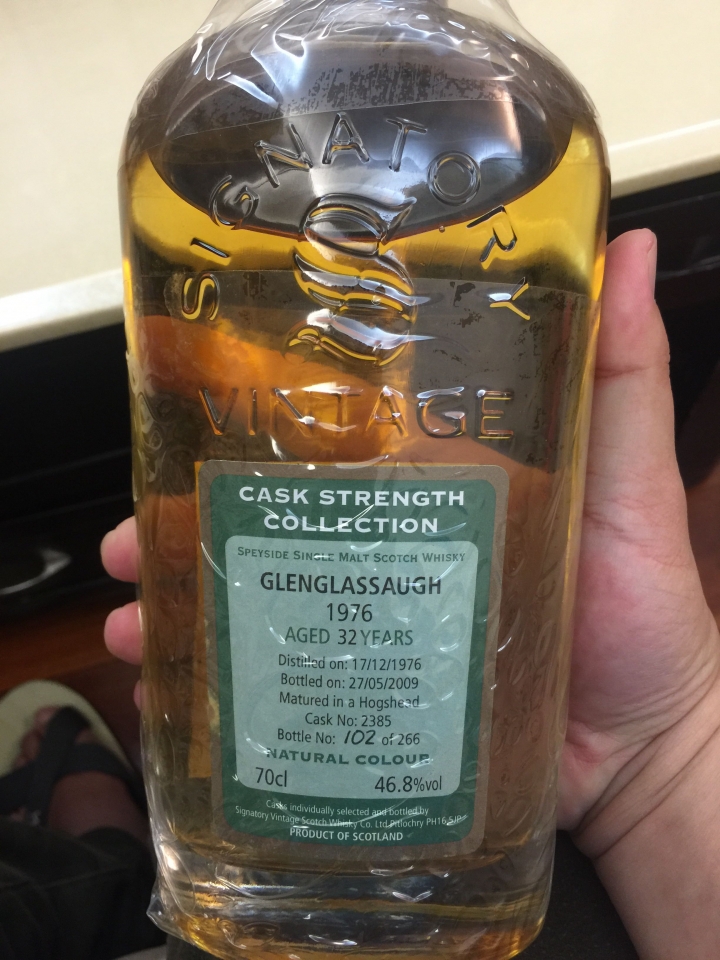 SIGNATORY
VINTAGE
CASK STRENGTH
COLLECTION
SPEYSIDE SINGLE MALT SCOTCH WHISKY
GLENGLASSAUGH
1976
AGED 32 YEARS
Distilled on: 17/12/1976
Bottled on: 27/05/2009
Matured in a Hogshead
Cask No: 2385
Bottle No: 102 of 266
NATURAL COLOUR
70cl 46.8%vol
Casks individually selected and bottled by
Signatory Vintage Scotch Whisky Co. Ltd, Pitlochry PH16 5JP
PRODUCT OF SCOTLAND